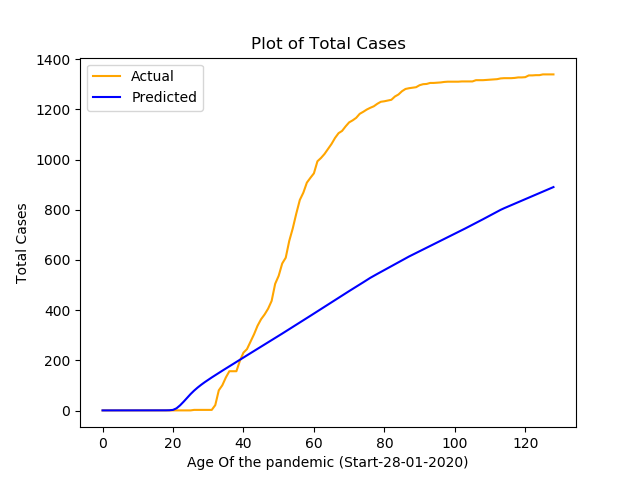 Plot of Total Cases
Actual
Predicted
1400
1200
1000
800
600
400
200
0
Total Cases
0 20 40 60 80 100 120
Age Of the pandemic (Start-28-01-2020)